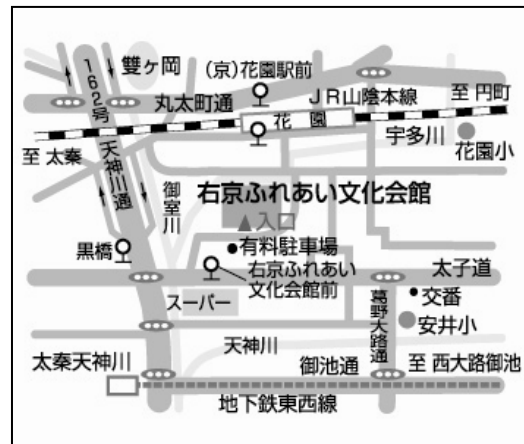 162号
雙ヶ岡
(京)花園駅前
丸太町通
JR山陰本線
至 円町
花園
至 太秦
天神川通
宇多川
花園小
御室川
右京ふれあい文化会館
入口
黒橋
有料駐車場
右京ふれあい
文化会館前
太子道
スーパー
葛野大路通
交番
安井小
天神川
太秦天神川
御池通
至 西大路御池
地下鉄東西線